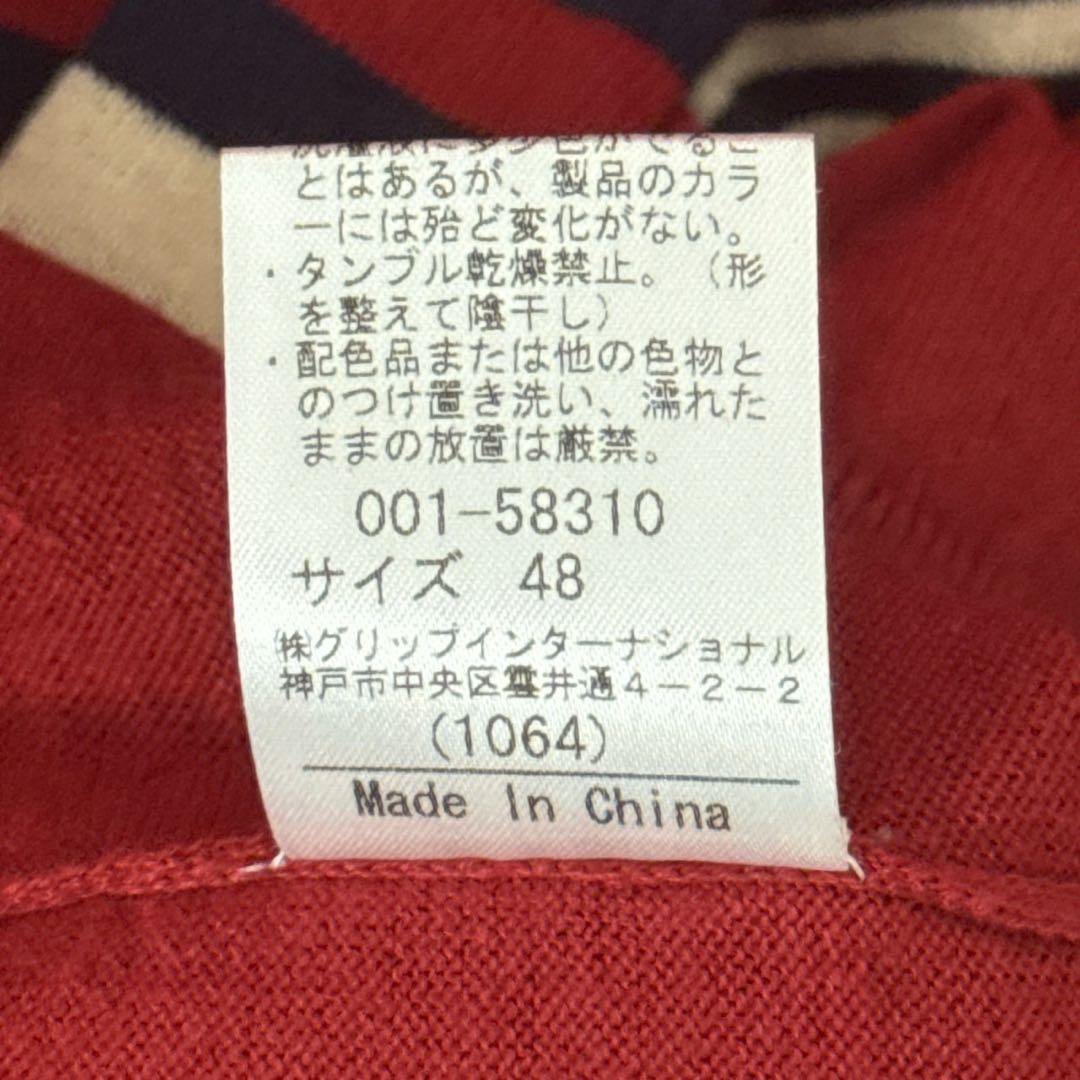 とはあるが、製品のカラ
ーには殆ど変化がない。
・タンブル乾燥禁止。（形
を整えて陰干し）
・配色品または他の色物と
のつけ置き洗い、濡れた
ままの放置は厳禁。
001-58310
サイズ 48
㈱グリップインターナショナル
神戸市中央区雲井通４－２－２
(1064)
Made In China